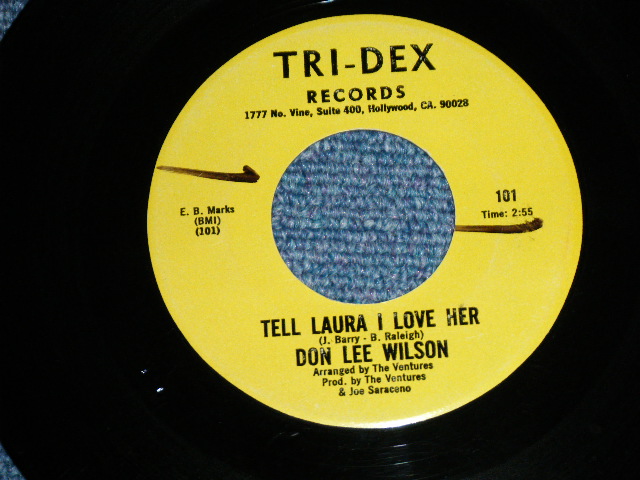 TRI-DEX
RECORDS
1777 No. Vine, Suite 400, Hollywood, CA. 90028
E. B. Marks
(BMI)
(101)
101
Time: 2:55
TELL LAURA I LOVE HER
(J. Barry - B. Raleigh)
DON LEE WILSON
Arranged by The Ventures
Prod. by The Ventures
& Joe Saraceno